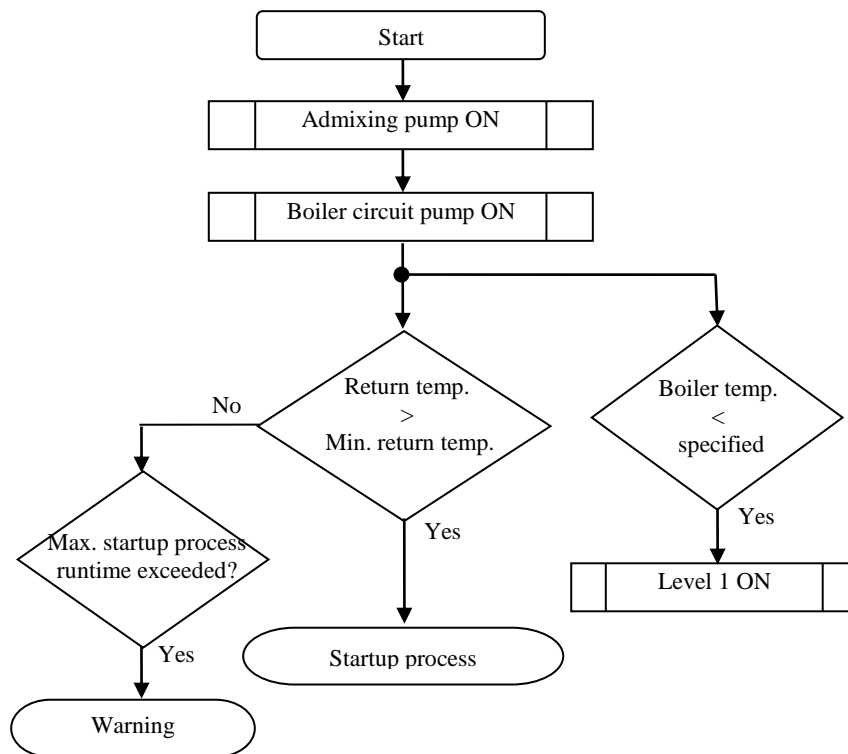 Start
Admixing pump ON
Boiler circuit pump ON
Return temp.
>
Min. return temp.
No
Yes
Boiler temp.
<
specified
Yes
Level 1 ON
Max. startup process
runtime exceeded?
Yes
Startup process
Warning